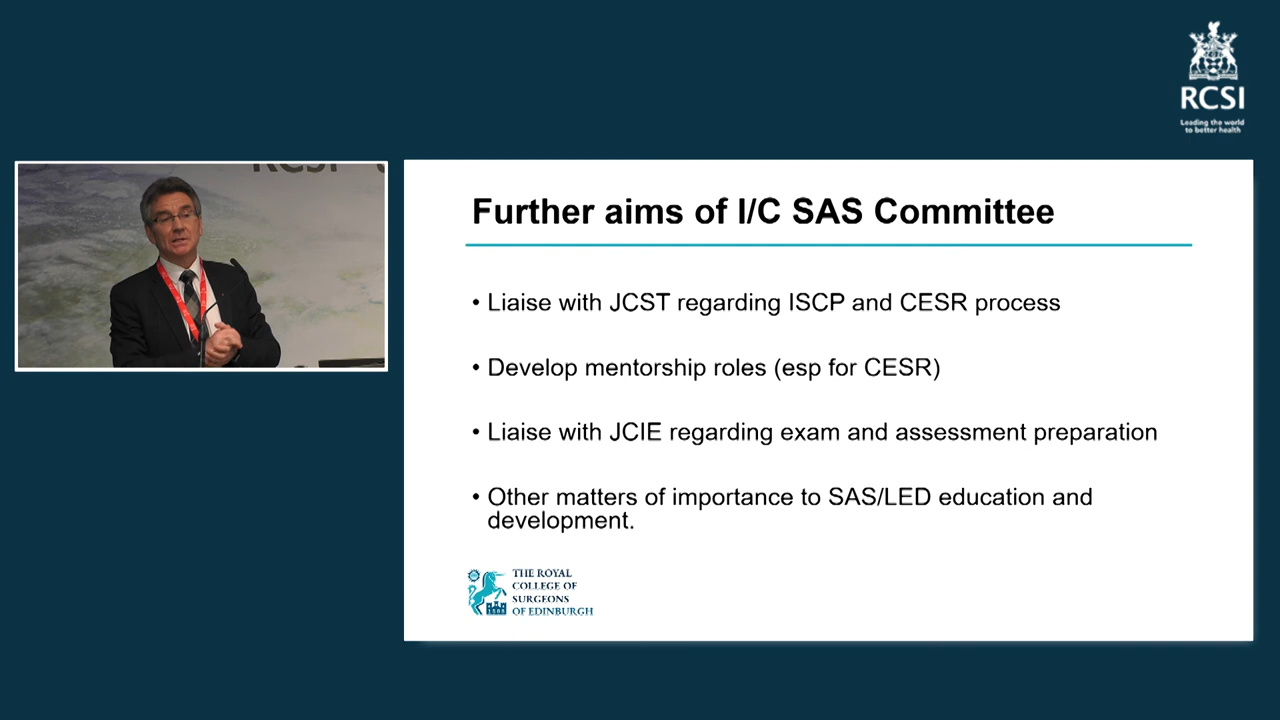 RCSI
Leading the world
to better health
RCSI
Further aims of I/C SAS Committee
• Liaise with JCST regarding ISCP and CESR process
• Develop mentorship roles (esp for CESR)
• Liaise with JCIE regarding exam and assessment preparation
• Other matters of importance to SAS/LED education and
development.
THE ROYAL
COLLEGE OF
SURGEONS
OF EDINBURGH